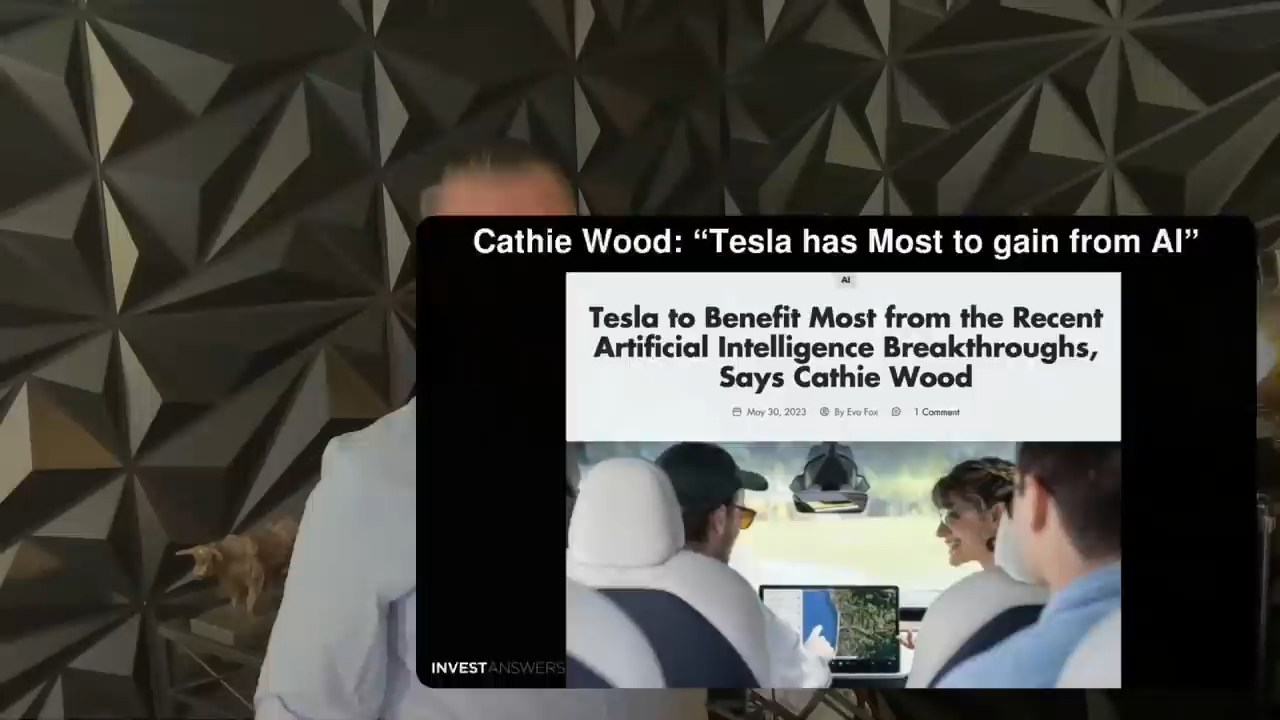 Cathie Wood: “Tesla has Most to gain from AI”
AI
Tesla to Benefit Most from the Recent
Artificial Intelligence Breakthroughs,
Says Cathie Wood
May 30, 2023 By Eva Fox 1 Comment
INVESTANSWERS